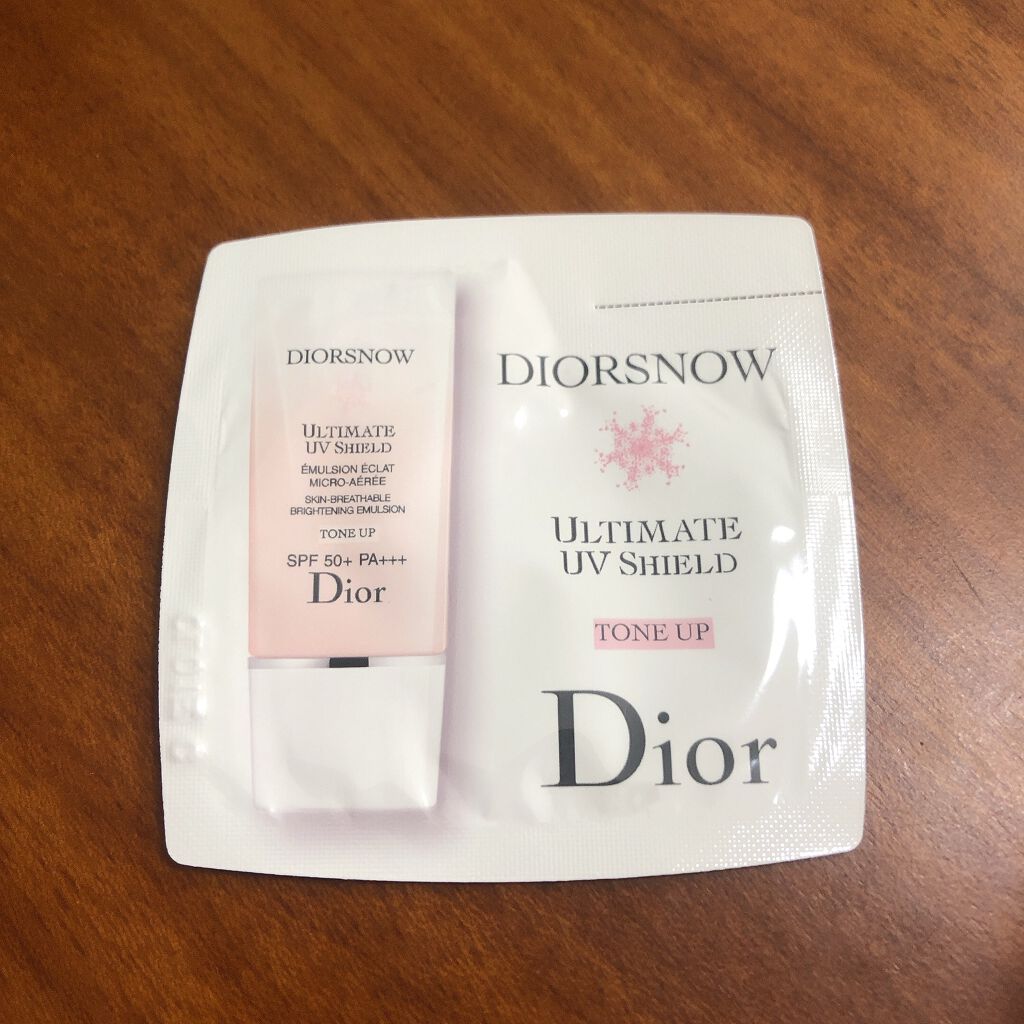 DIORSNOW
ULTIMATE
UV SHIELD
ÉMULSION ÉCLAT
MICRO-AÉRÉE
SKIN-BREATHABLE
BRIGHTENING EMULSION
TONE UP
SPF 50+ PA+++
Dior
DIORSNOW
ULTIMATE
UV SHIELD
TONE UP
Dior